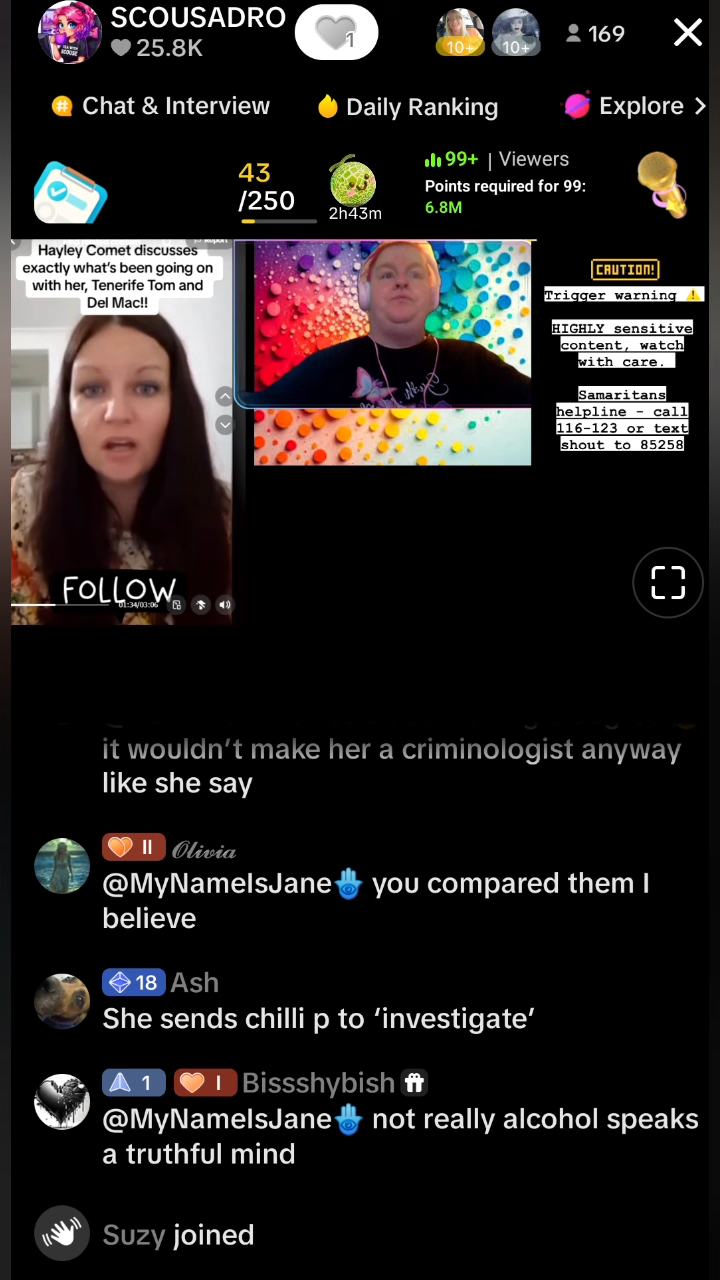 SCOUSADRO
25.8K
1
10+
10+
169
Chat & Interview
Daily Ranking
Explore >
43
/250
2h43m
99+ | Viewers
Points required for 99:
6.8M
Hayley Comet discusses
exactly what's been going on
with her, Tenerife Tom and
Del Mac!!
FOLLOW
01:34/03:06
CAUTION!
Trigger warning ⚠️
HIGHLY sensitive
content, watch
with care.
Samaritans
helpline - call
116-123 or text
shout to 85258
it wouldn't make her a criminologist anyway
like she say
II Olivia
@MyNameIsJane🪬 you compared them I
believe
18 Ash
She sends chilli p to ‘investigate’
1 I Bissshybish
@MyNameIsJane🪬 not really alcohol speaks
a truthful mind
Suzy joined